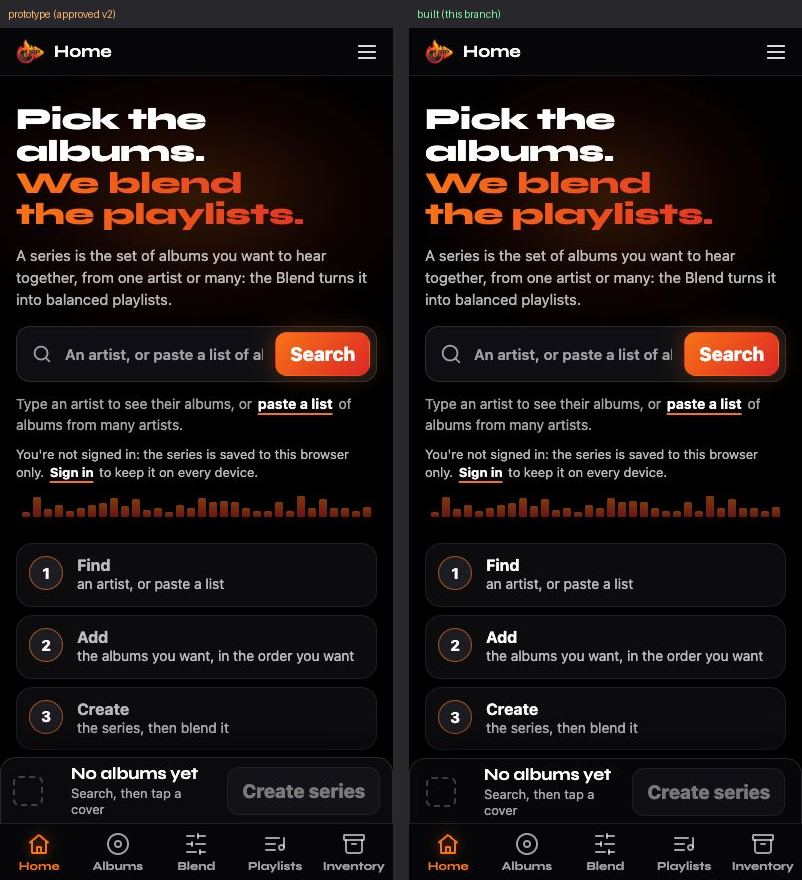 prototype (approved v2)
Home
Pick the
albums.
We blend
the playlists.
A series is the set of albums you want to hear
together, from one artist or many: the Blend turns it
into balanced playlists.
An artist, or paste a list of al
Search
Type an artist to see their albums, or paste a list of
albums from many artists.
You're not signed in: the series is saved to this browser
only. Sign in to keep it on every device.
1
Find
an artist, or paste a list
2
Add
the albums you want, in the order you want
3
Create
the series, then blend it
No albums yet
Search, then tap a
cover
Create series
Home
Albums
Blend
Playlists
Inventory
built (this branch)
Home
Pick the
albums.
We blend
the playlists.
A series is the set of albums you want to hear
together, from one artist or many: the Blend turns it
into balanced playlists.
An artist, or paste a list of al
Search
Type an artist to see their albums, or paste a list of
albums from many artists.
You're not signed in: the series is saved to this browser
only. Sign in to keep it on every device.
1
Find
an artist, or paste a list
2
Add
the albums you want, in the order you want
3
Create
the series, then blend it
No albums yet
Search, then tap a
cover
Create series
Home
Albums
Blend
Playlists
Inventory